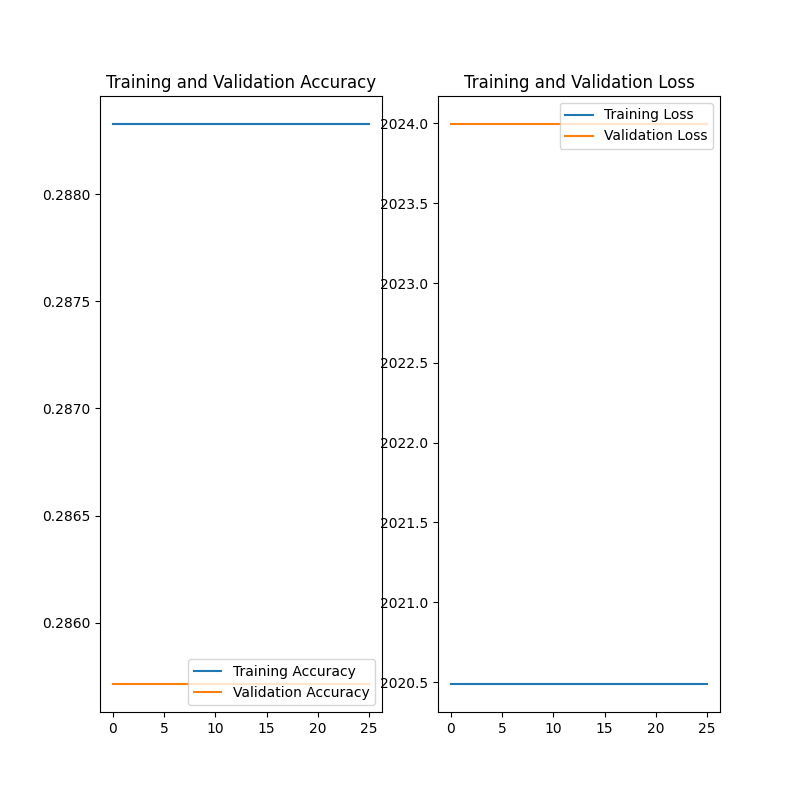 Training and Validation Accuracy
0.2880
0.2875
0.2870
0.2865
0.2860
Training Accuracy
Validation Accuracy
0 5 10 15 20 25
Training and Validation Loss
2024.0
2023.5
2023.0
2022.5
2022.0
2021.5
2021.0
2020.5
Training Loss
Validation Loss
0 5 10 15 20 25